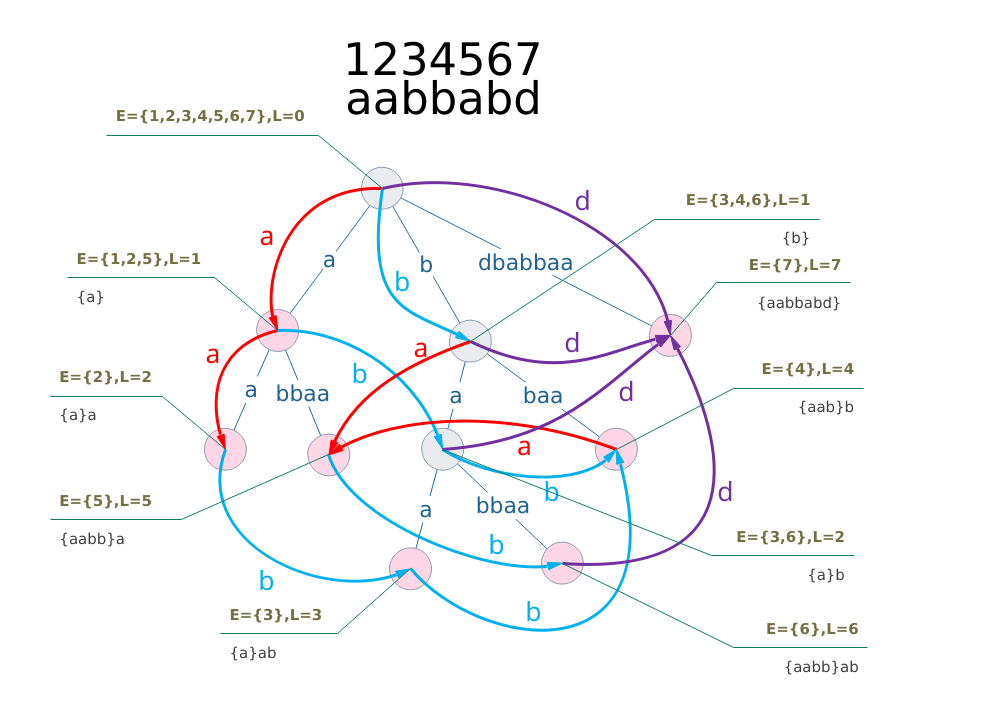 1234567
aabbabd
E={1,2,3,4,5,6,7},L=0
d
E={3,4,6},L=1
{b}
a
a
b
dbabbaa
b
E={1,2,5},L=1
{a}
E={7},L=7
{aabbabd}
a
b
a
d
E={2},L=2
{a}a
a
bbaa
a
baa
d
E={4},L=4
{aab}b
a
E={5},L=5
{aabb}a
a
bbaa
b
d
b
E={3,6},L=2
{a}b
b
b
E={3},L=3
{a}ab
E={6},L=6
{aabb}ab